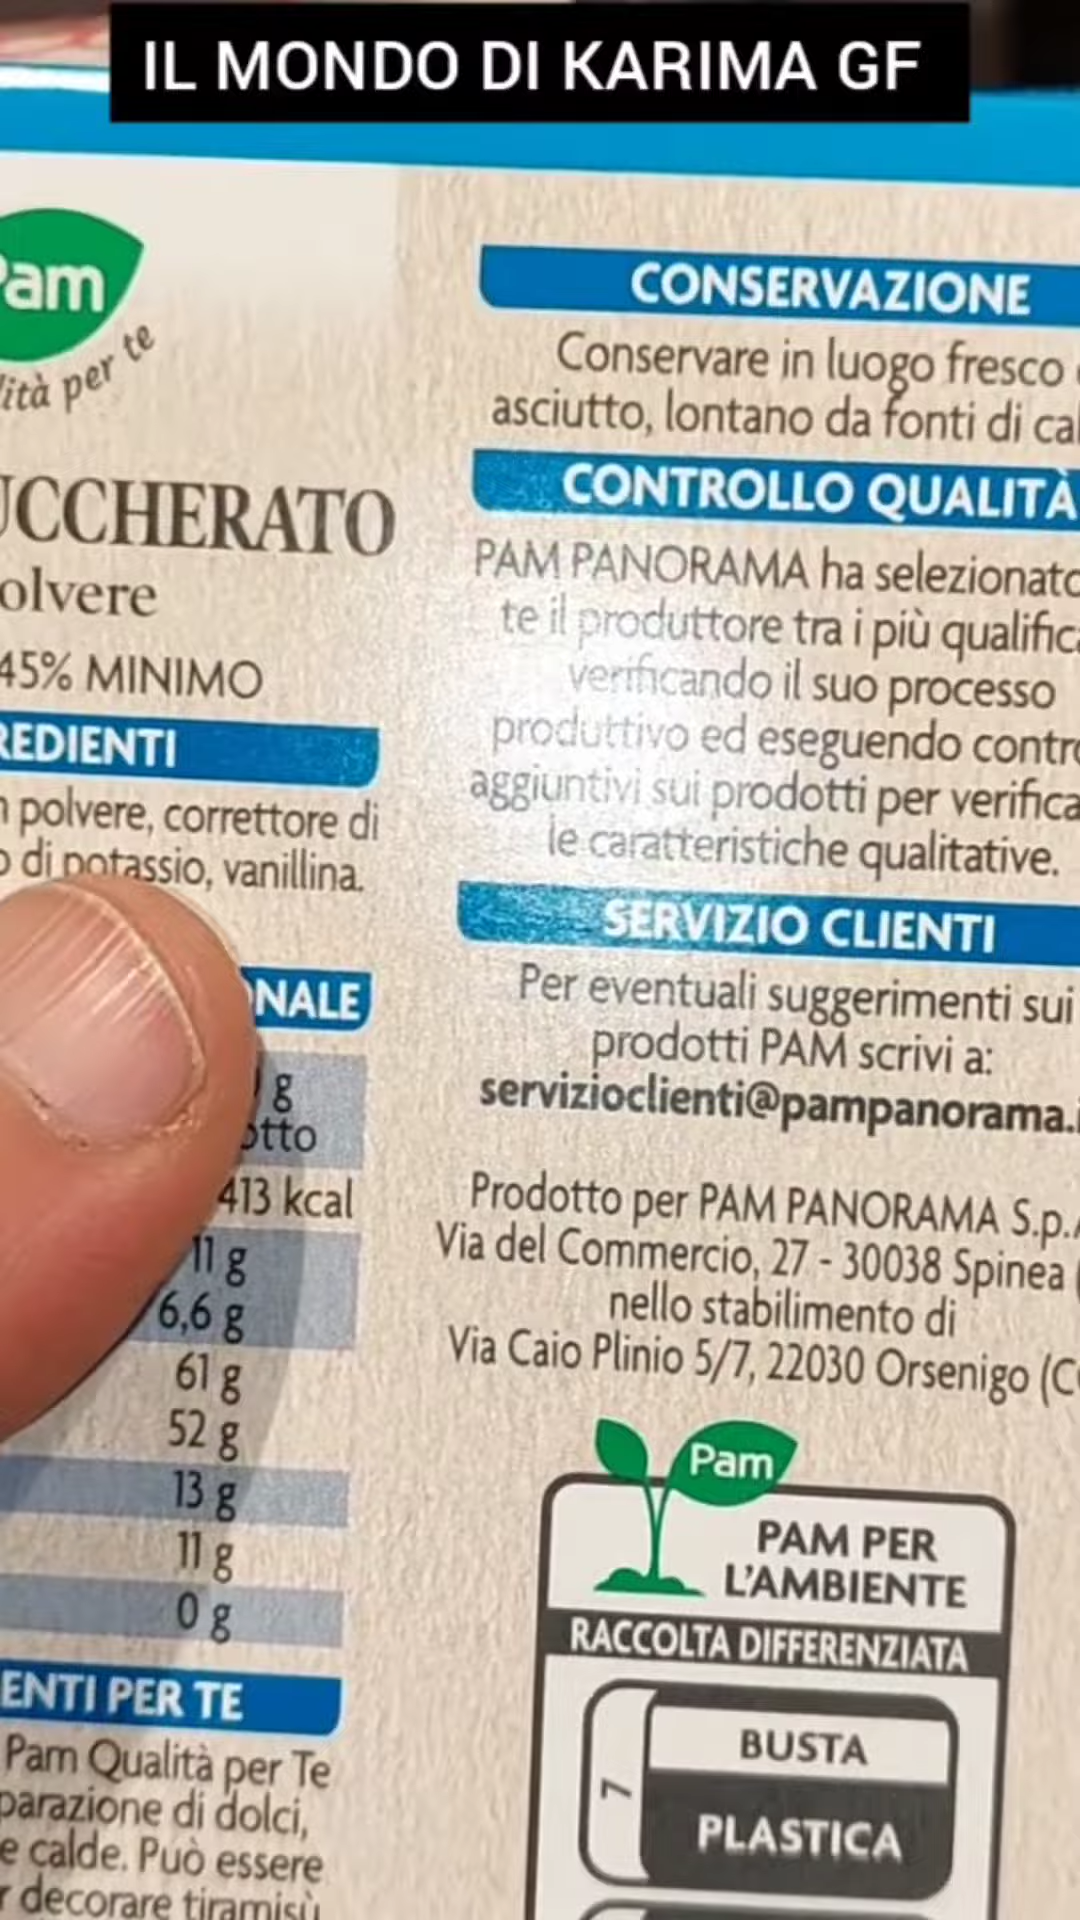 IL MONDO DI KARIMA GF
Pam
ità per te
UCCHERATO
olvere
45% MINIMO
REDIENTI
polvere, correttore di
di potassio, vanillina.
NALE
g
otto
413 kcal
11 g
6,6 g
61 g
52 g
13 g
11 g
0 g
ENTI PER TE
Pam Qualità per Te
parazione di dolci,
e calde. Può essere
r decorare tiramisù
CONSERVAZIONE
Conservare in luogo fresco
asciutto, lontano da fonti di cal
CONTROLLO QUALITÀ
PAM PANORAMA ha selezionato
te il produttore tra i più qualifica
verificando il suo processo
produttivo ed eseguendo contro
aggiuntivi sui prodotti per verifica
le caratteristiche qualitative.
SERVIZIO CLIENTI
Per eventuali suggerimenti sui
prodotti PAM scrivi a:
servizioclienti@pampanorama.i
Prodotto per PAM PANORAMA S.p.A
Via del Commercio, 27 - 30038 Spinea (
nello stabilimento di
Via Caio Plinio 5/7, 22030 Orsenigo (C
Pam
PAM PER
L'AMBIENTE
RACCOLTA DIFFERENZIATA
7
BUSTA
PLASTICA